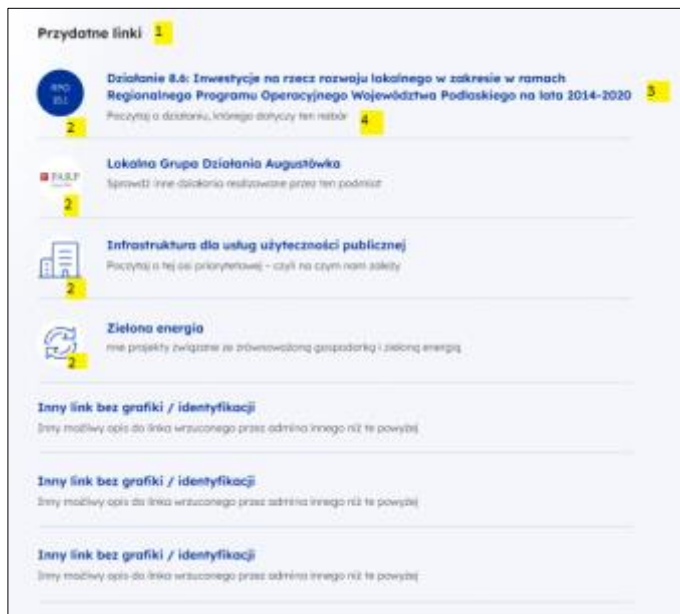 Przydatne linki 1
RPO
Działanie 8.6: Inwestycje na rzecz rozwoju lokalnego w zakresie w ramach
Regionalnego Programu Operacyjnego Województwa Podlaskiego na lata 2014-2020 3
2
Poczytaj o działaniu, którego dotyczy ten nabór 4
Lokalna Grupa Działania Augustówka
PARP
Sprawdź inne działania realizowane przez ten podmiot
2
Infrastruktura dla usług użyteczności publicznej
Poczytaj o tej osi priorytetowej – czyli na czym nam zależy
2
Zielona energia
nne projekty związane ze zrównoważoną gospodarką i zieloną energią
2
Inny link bez grafiki / identyfikacji
Inny możliwy opis do linka wrzuconego przez admina innego niż te powyżej
Inny link bez grafiki / identyfikacji
Inny możliwy opis do linka wrzuconego przez admina innego niż te powyżej
Inny link bez grafiki / identyfikacji
Inny możliwy opis do linka wrzuconego przez admina innego niż te powyżej